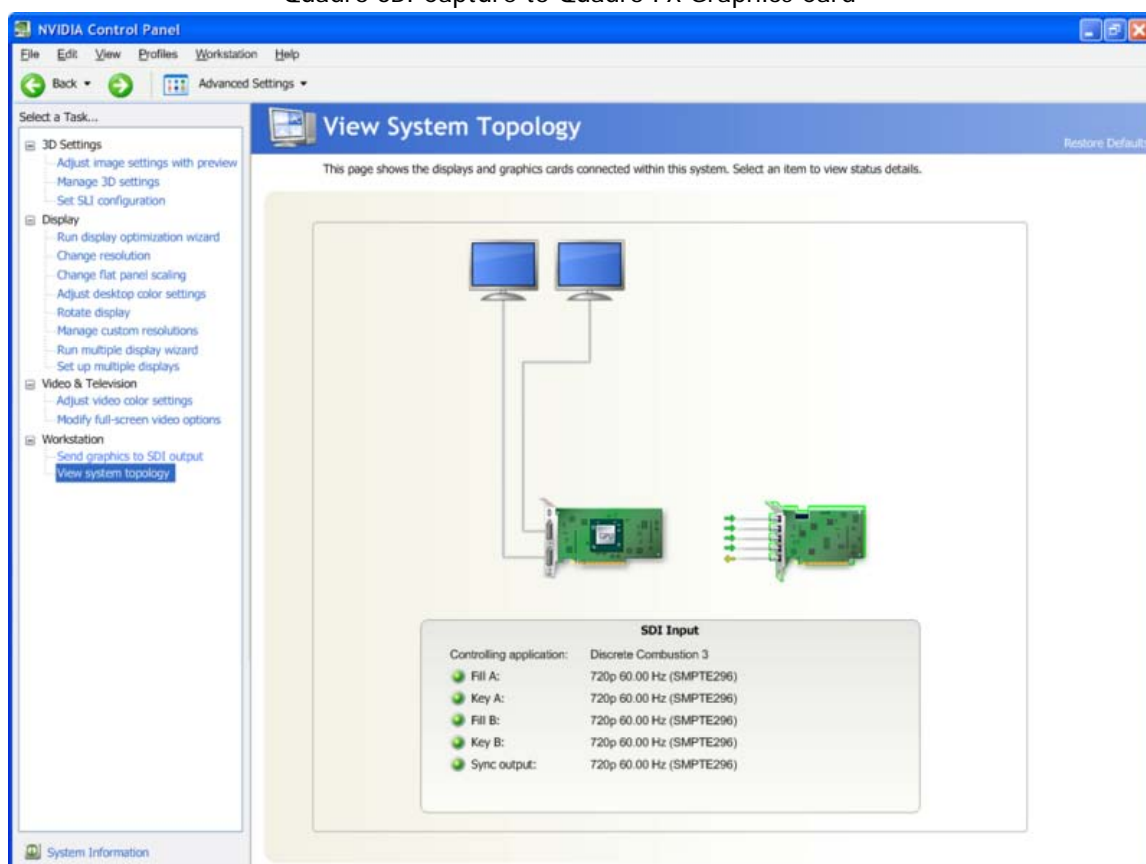 Quadro SDI Capture to Quadro FX Graphics Card
NVIDIA Control Panel
File Edit View Profiles Workstation Help
Back Advanced Settings
Select a Task...
3D Settings
Adjust image settings with preview
Manage 3D settings
Set SLI configuration
Display
Run display optimization wizard
Change resolution
Change flat panel scaling
Adjust desktop color settings
Rotate display
Manage custom resolutions
Run multiple display wizard
Set up multiple displays
Video & Television
Adjust video color settings
Modify full-screen video options
Workstation
Send graphics to SDI output
View system topology
System Information
View System Topology
Restore Defaults
This page shows the displays and graphics cards connected within this system. Select an item to view status details.
GPU
SDI Input
Controlling application: Discrete Combustion 3
Fill A: 720p 60.00 Hz (SMPTE296)
Key A: 720p 60.00 Hz (SMPTE296)
Fill B: 720p 60.00 Hz (SMPTE296)
Key B: 720p 60.00 Hz (SMPTE296)
Sync output: 720p 60.00 Hz (SMPTE296)